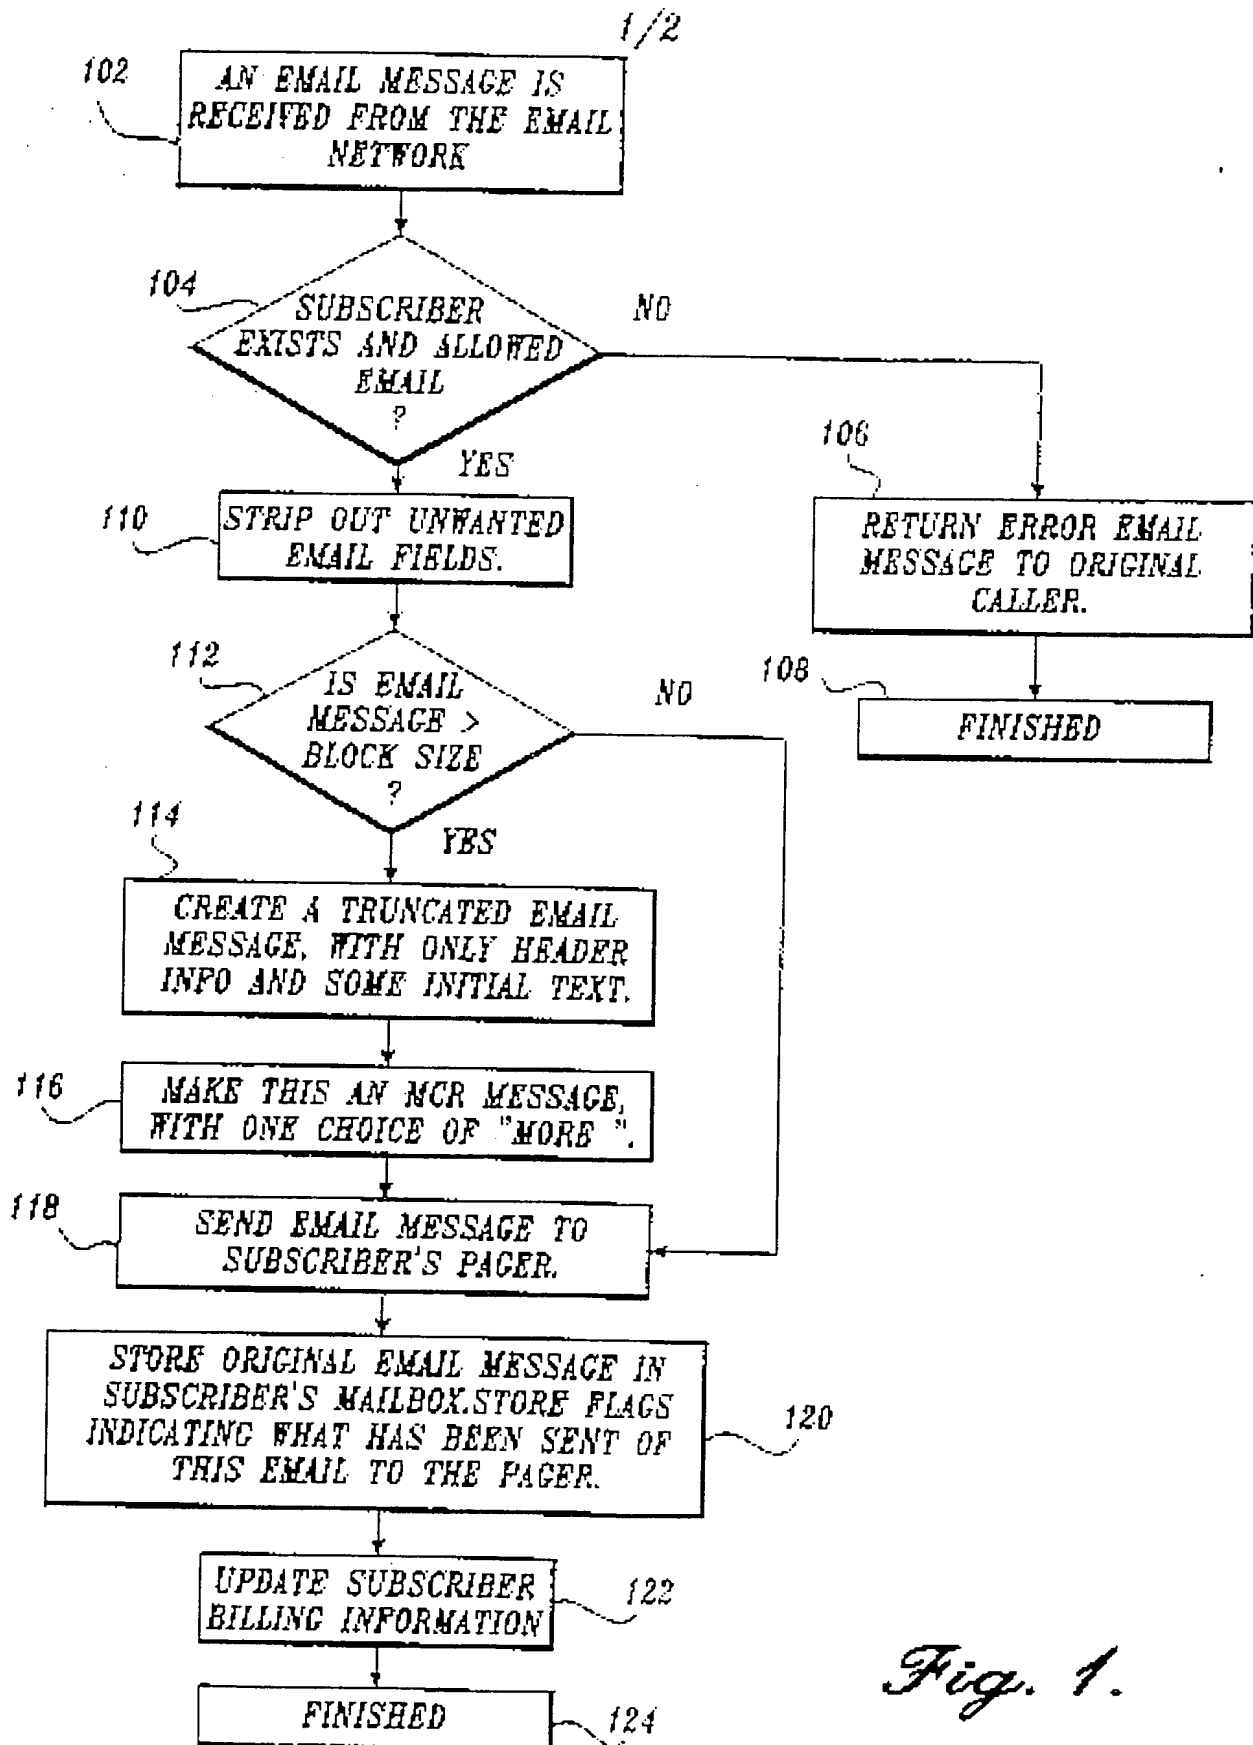 1/2
102
AN EMAIL MESSAGE IS
RECEIVED FROM THE EMAIL
NETWORK
104
SUBSCRIBER
EXISTS AND ALLOWED
EMAIL
?
NO
YES
106
RETURN ERROR EMAIL
MESSAGE TO ORIGINAL
CALLER.
108
FINISHED
110
STRIP OUT UNWANTED
EMAIL FIELDS.
112
IS EMAIL
MESSAGE >
BLOCK SIZE
?
NO
YES
114
CREATE A TRUNCATED EMAIL
MESSAGE, WITH ONLY HEADER
INFO AND SOME INITIAL TEXT.
116
MAKE THIS AN MCR MESSAGE,
WITH ONE CHOICE OF "MORE ".
118
SEND EMAIL MESSAGE TO
SUBSCRIBER'S PAGER.
STORE ORIGINAL EMAIL MESSAGE IN
SUBSCRIBER'S MAILBOX.STORE FLAGS
INDICATING WHAT HAS BEEN SENT OF
THIS EMAIL TO THE PAGER.
120
UPDATE SUBSCRIBER
BILLING INFORMATION
122
FINISHED
124
Fig. 1.